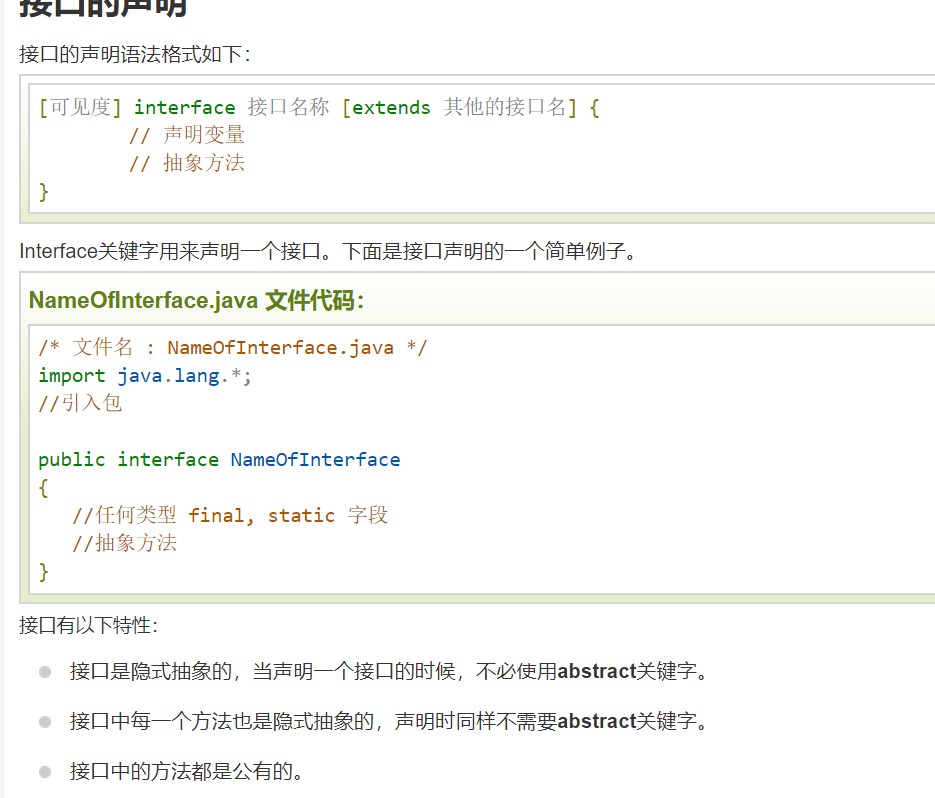 接口的声明
接口的声明语法格式如下：
[可见度] interface 接口名称 [extends 其他的接口名] {
        // 声明变量
        // 抽象方法
}
Interface关键字用来声明一个接口。下面是接口声明的一个简单例子。
NameOfInterface.java 文件代码：
/* 文件名 : NameOfInterface.java */
import java.lang.*;
//引入包
public interface NameOfInterface
{
   //任何类型 final, static 字段
   //抽象方法
}
接口有以下特性：
接口是隐式抽象的，当声明一个接口的时候，不必使用abstract关键字。
接口中每一个方法也是隐式抽象的，声明时同样不需要abstract关键字。
接口中的方法都是公有的。